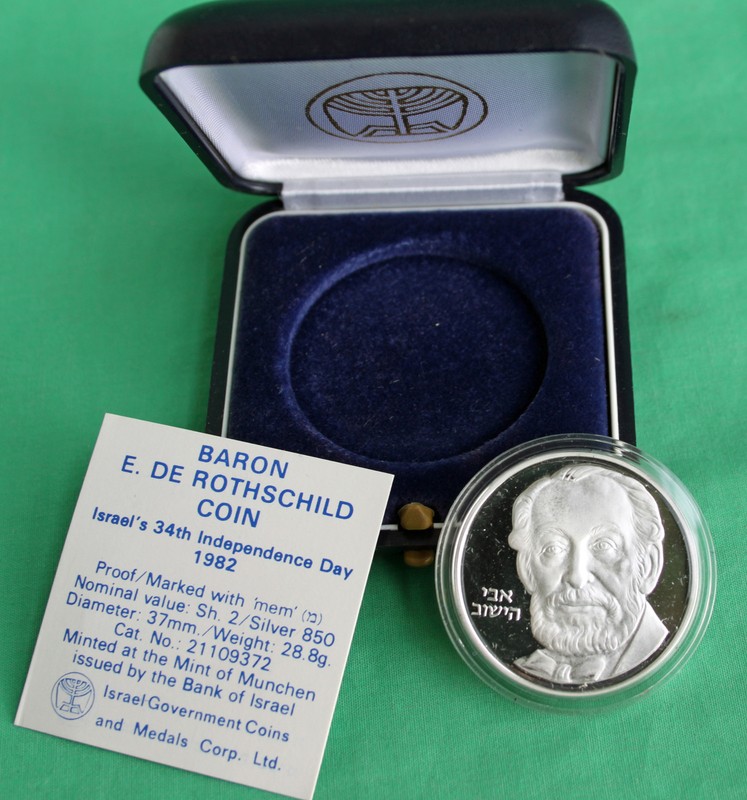 BARON
E. DE ROTHSCHILD
COIN
Israel's 34th Independence Day
1982
Proof/Marked with 'mem' (מ)
Nominal value: Sh. 2/Silver 850
Diameter: 37mm./Weight: 28.8g.
Cat. No.: 21109372
Minted at the Mint of Munchen
issued by the Bank of Israel
Israel Government Coins
and Medals Corp. Ltd.
אבי
הישוב